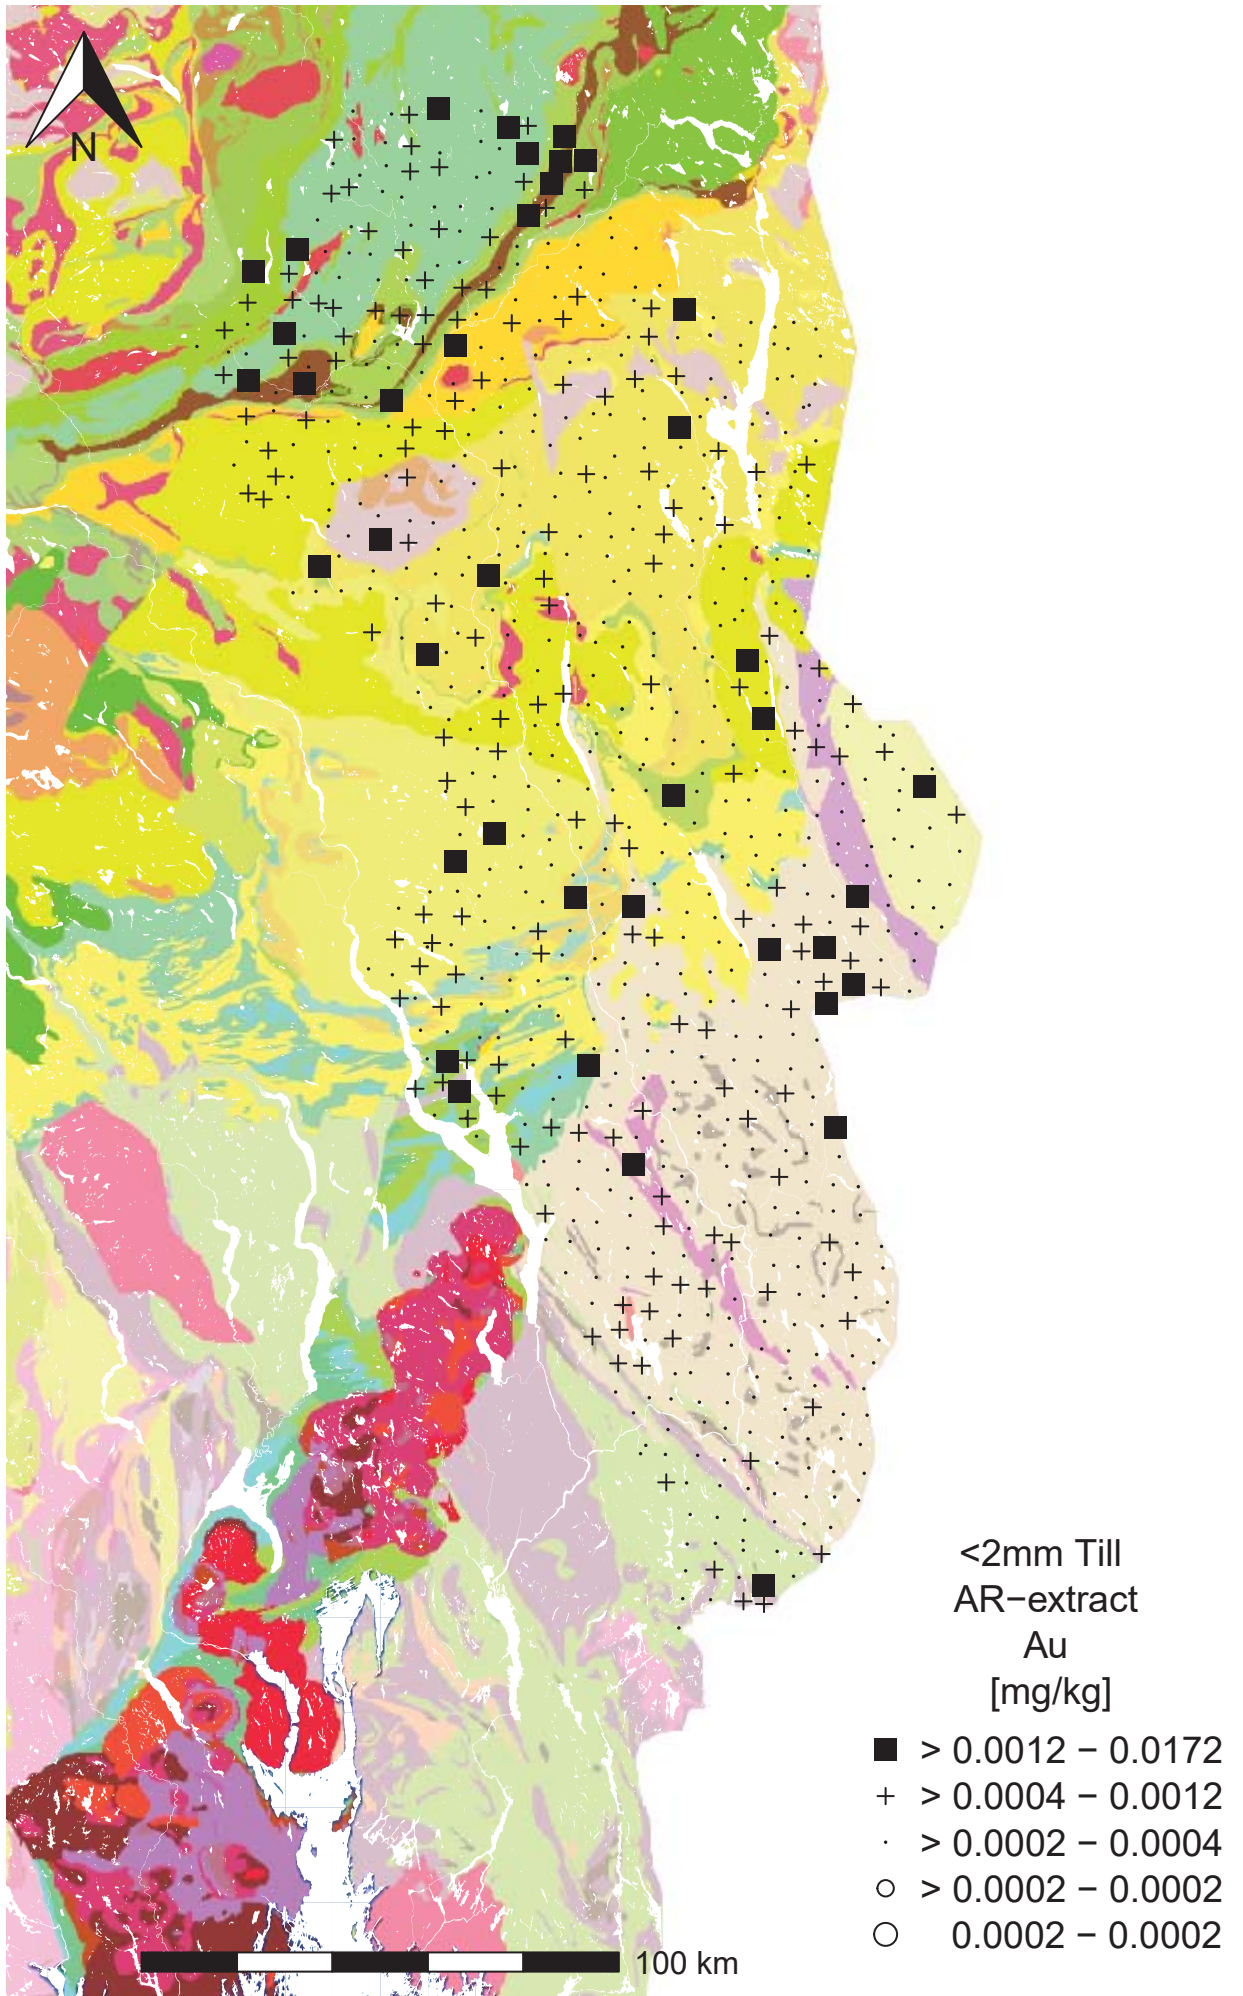 N
<2mm Till
AR−extract
Au
[mg/kg]
> 0.0012 − 0.0172
> 0.0004 − 0.0012
> 0.0002 − 0.0004
> 0.0002 − 0.0002
0.0002 − 0.0002
100 km